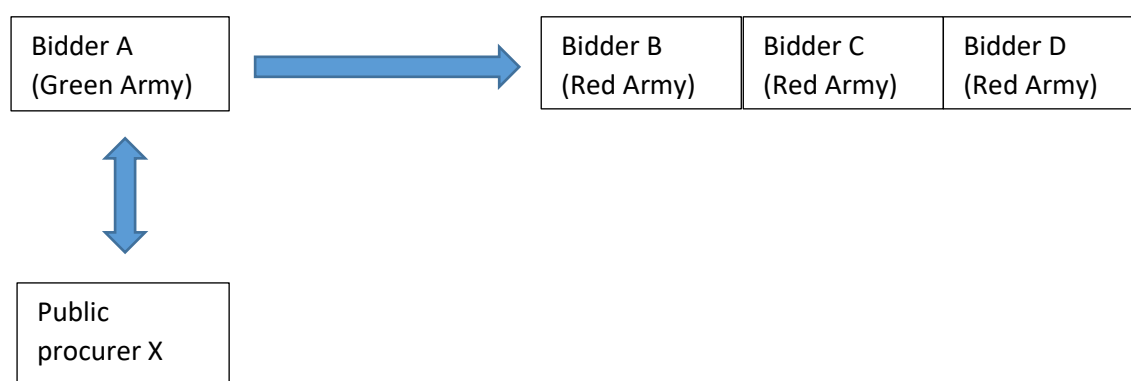 Bidder A
(Green Army)
Bidder B
(Red Army)
Bidder C
(Red Army)
Bidder D
(Red Army)
Public
procurer X